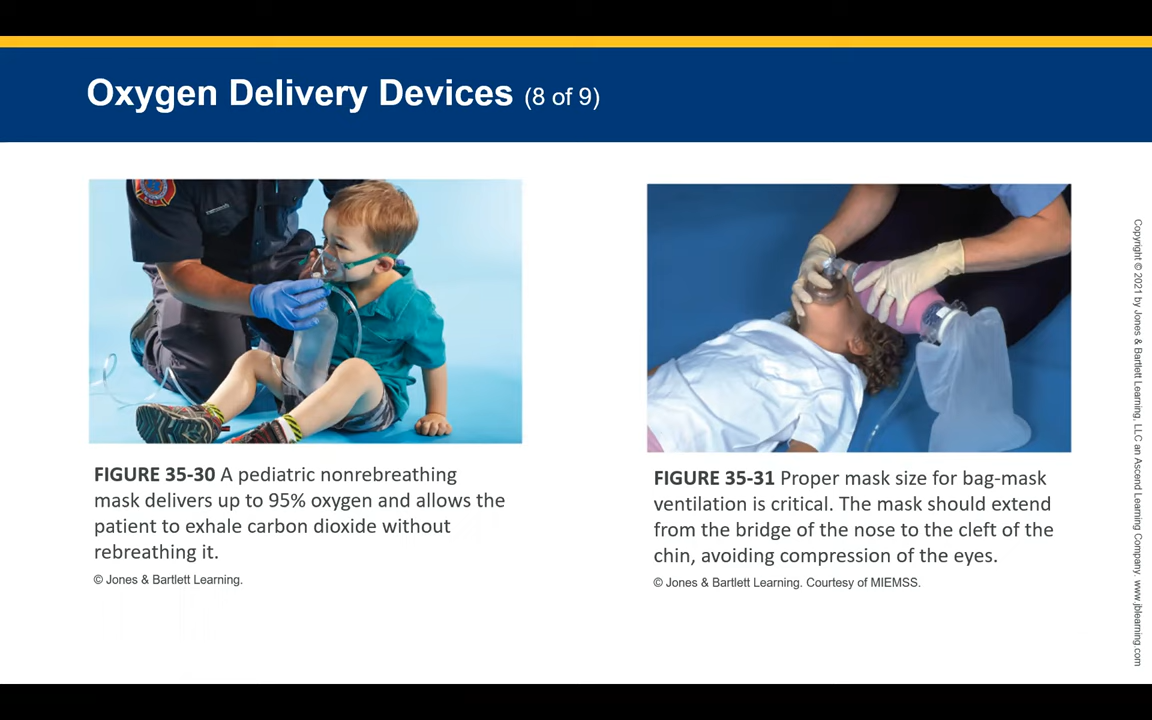 Oxygen Delivery Devices (8 of 9)
FIGURE 35-30 A pediatric nonrebreathing
mask delivers up to 95% oxygen and allows the
patient to exhale carbon dioxide without
rebreathing it.
© Jones & Bartlett Learning.
FIGURE 35-31 Proper mask size for bag-mask
ventilation is critical. The mask should extend
from the bridge of the nose to the cleft of the
chin, avoiding compression of the eyes.
© Jones & Bartlett Learning. Courtesy of MIEMSS.
Copyright © 2021 by Jones & Bartlett Learning, LLC an Ascend Learning Company. www.jblearning.com